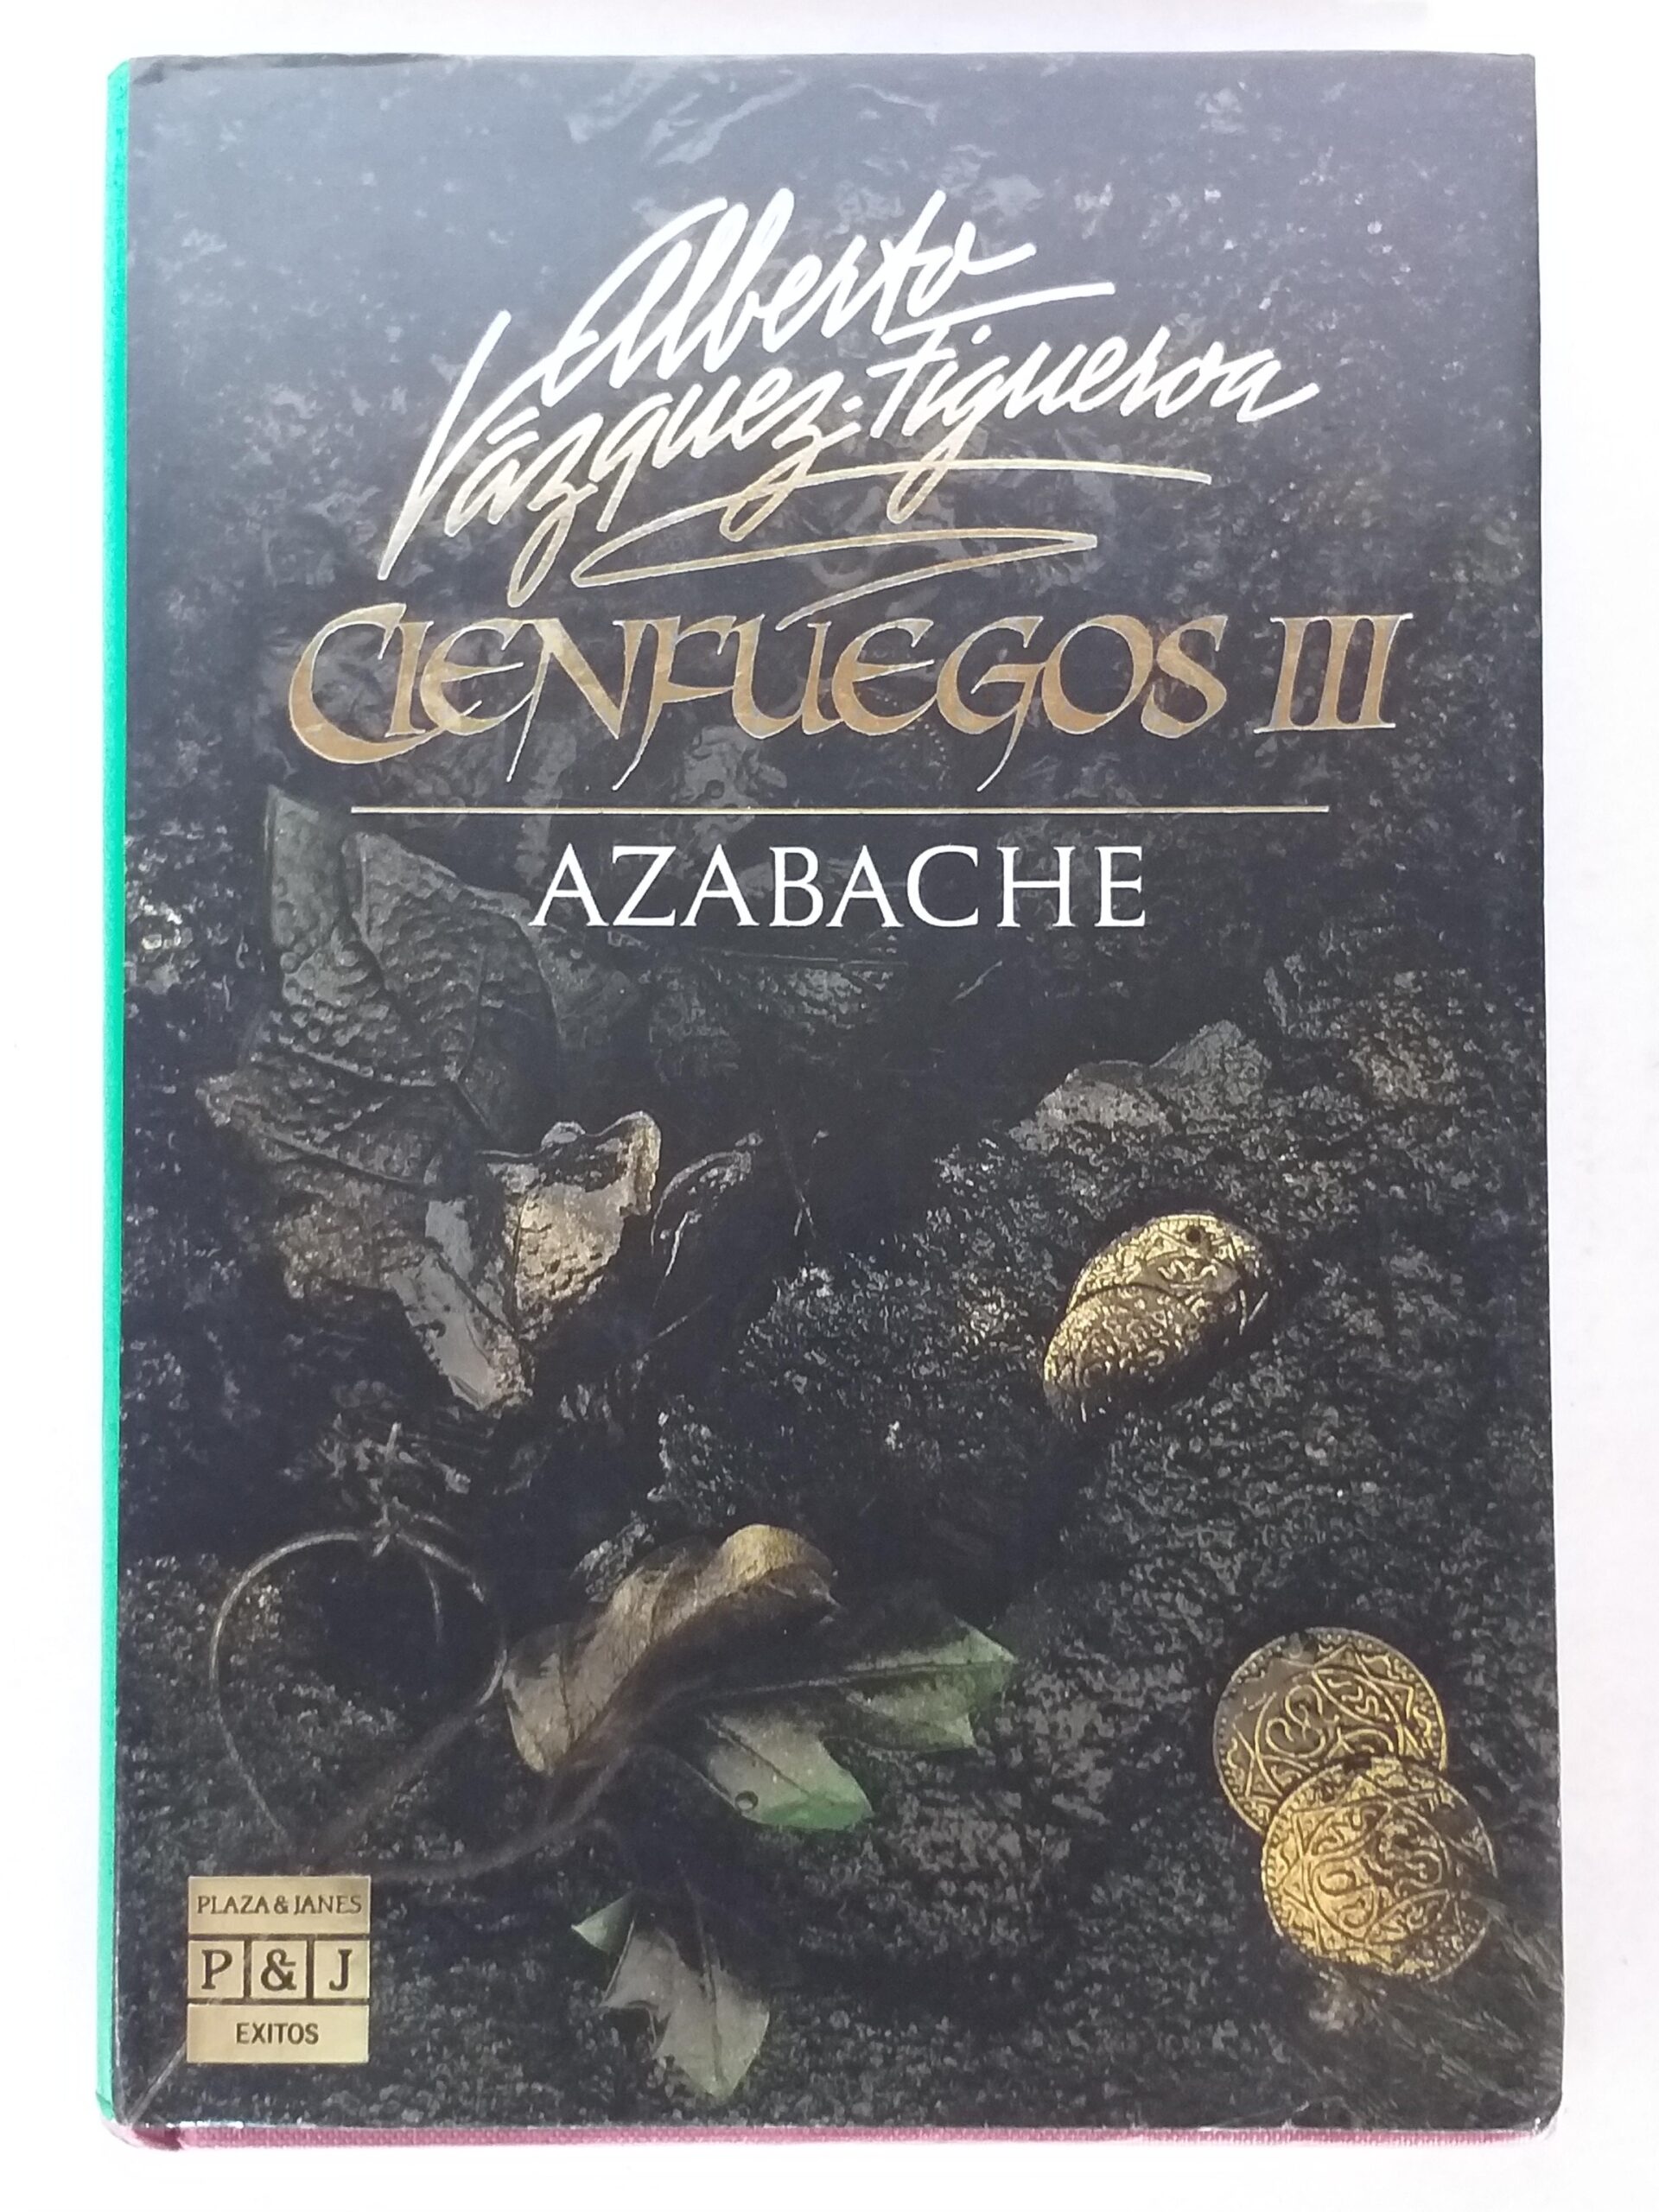 Alberto
Vázquez-Figueroa
CIENFUEGOS III
AZABACHE
PLAZA & JANES
P & J
EXITOS